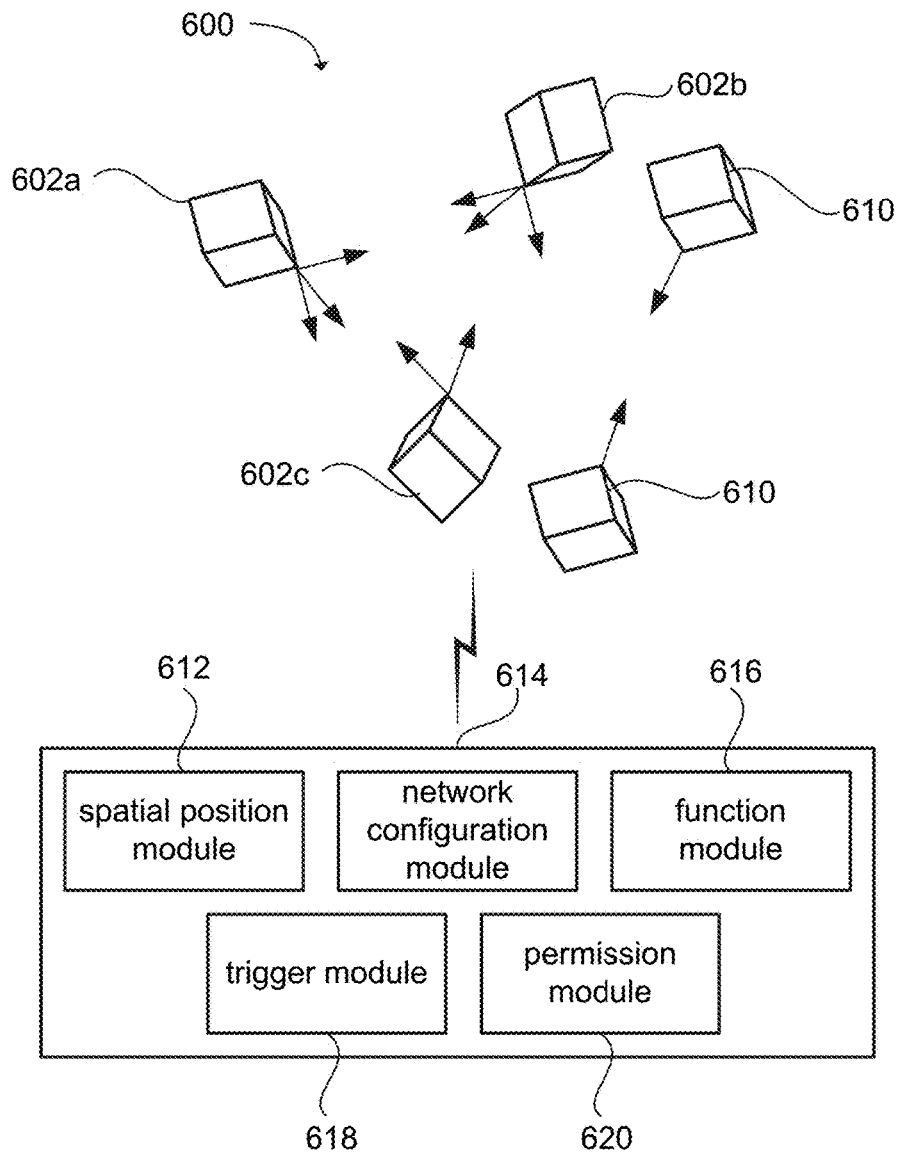 600
602b
602a
610
602c
610
612
614
616
spatial position
module
network
configuration
module
function
module
trigger module
permission
module
618
620